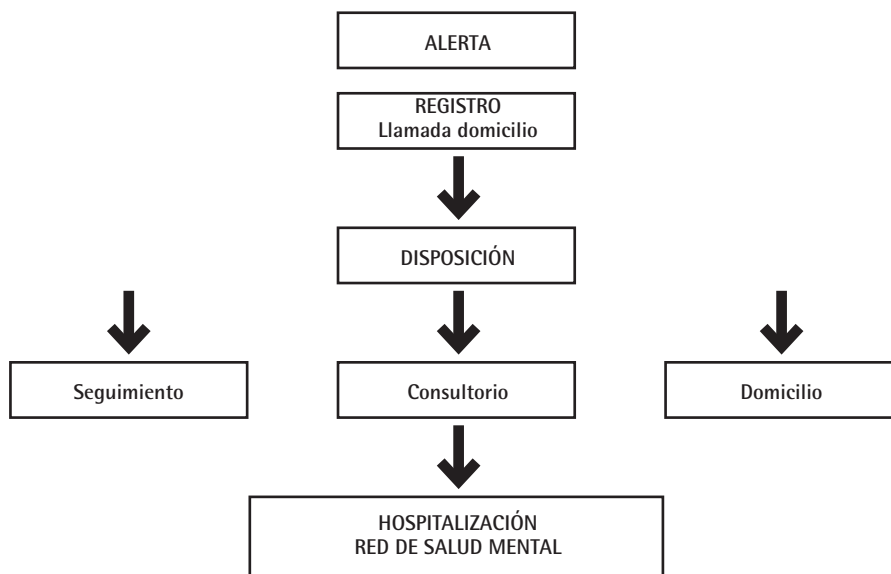 ALERTA
REGISTRO
Llamada domicilio
DISPOSICIÓN
Seguimiento
Consultorio
Domicilio
HOSPITALIZACIÓN
RED DE SALUD MENTAL